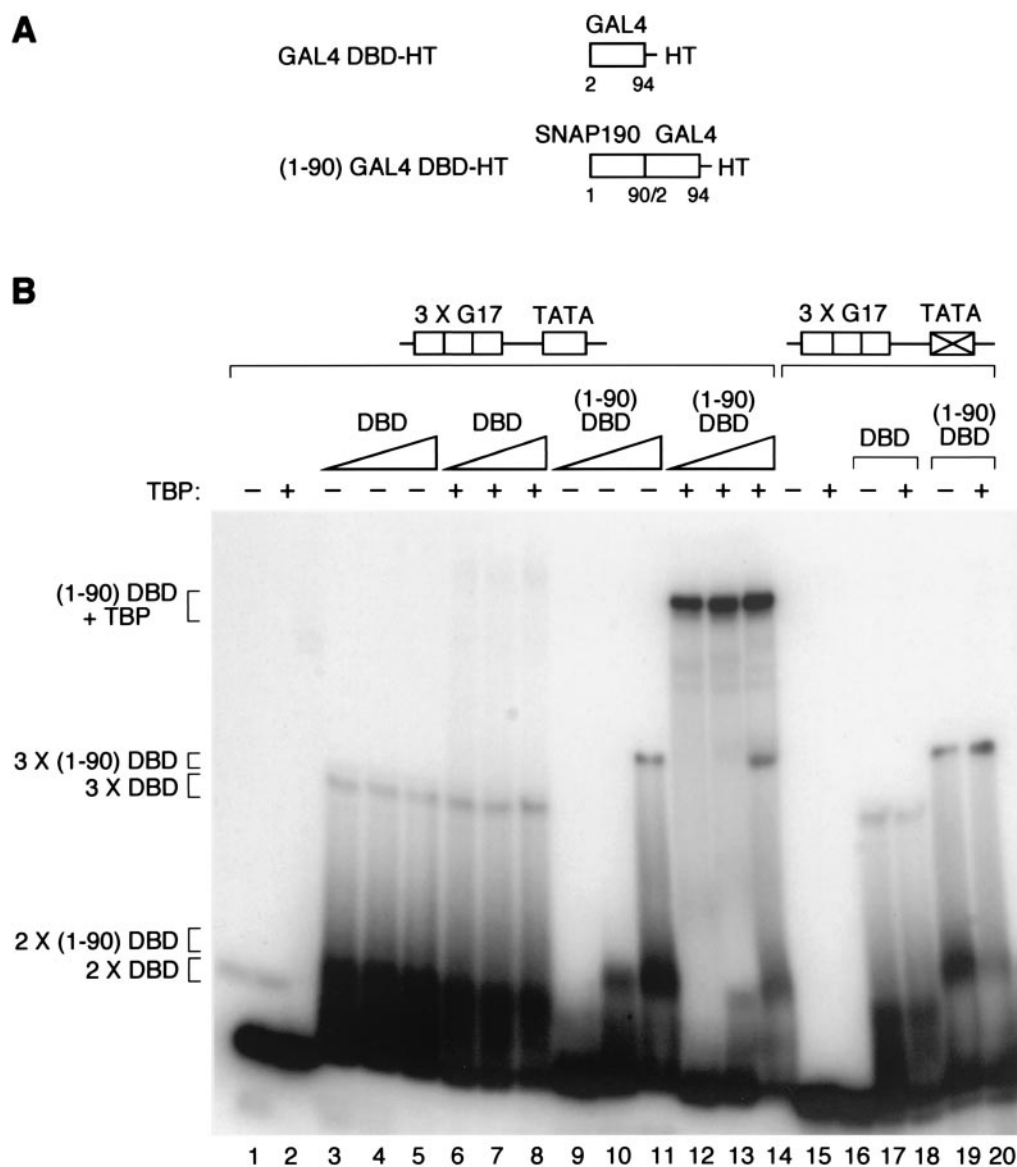 A
GAL4
GAL4 DBD-HT
HT
2 94
SNAP190 GAL4
(1-90) GAL4 DBD-HT
HT
1 90/2 94
B
3 X G17 TATA 3 X G17 TATA
DBD DBD (1-90) DBD (1-90) DBD DBD (1-90) DBD
TBP: – + – – – + + + – – – + + + – + – + – +
(1-90) DBD
+ TBP
3 X (1-90) DBD
3 X DBD
2 X (1-90) DBD
2 X DBD
1 2 3 4 5 6 7 8 9 10 11 12 13 14 15 16 17 18 19 20